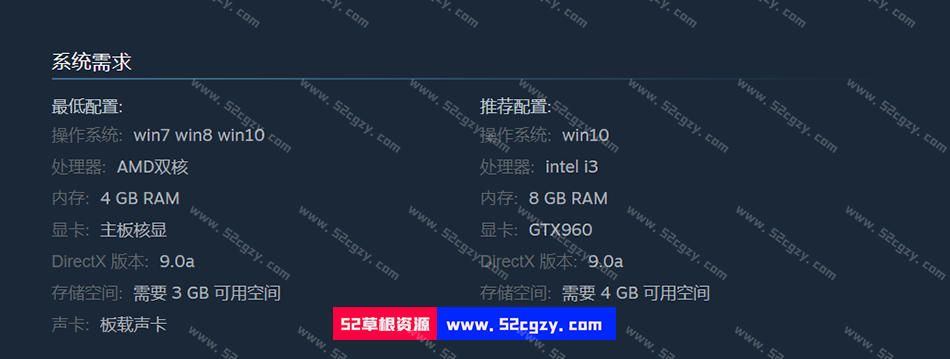 系统需求
最低配置:
操作系统: win7 win8 win10
处理器: AMD双核
内存: 4 GB RAM
显卡: 主板核显
DirectX 版本: 9.0a
存储空间: 需要 3 GB 可用空间
声卡: 板载声卡
推荐配置:
操作系统: win10
处理器: intel i3
内存: 8 GB RAM
显卡: GTX960
DirectX 版本: 9.0a
存储空间: 需要 4 GB 可用空间
52草根资源 www.52cgzy.com
www.52cgzy.com